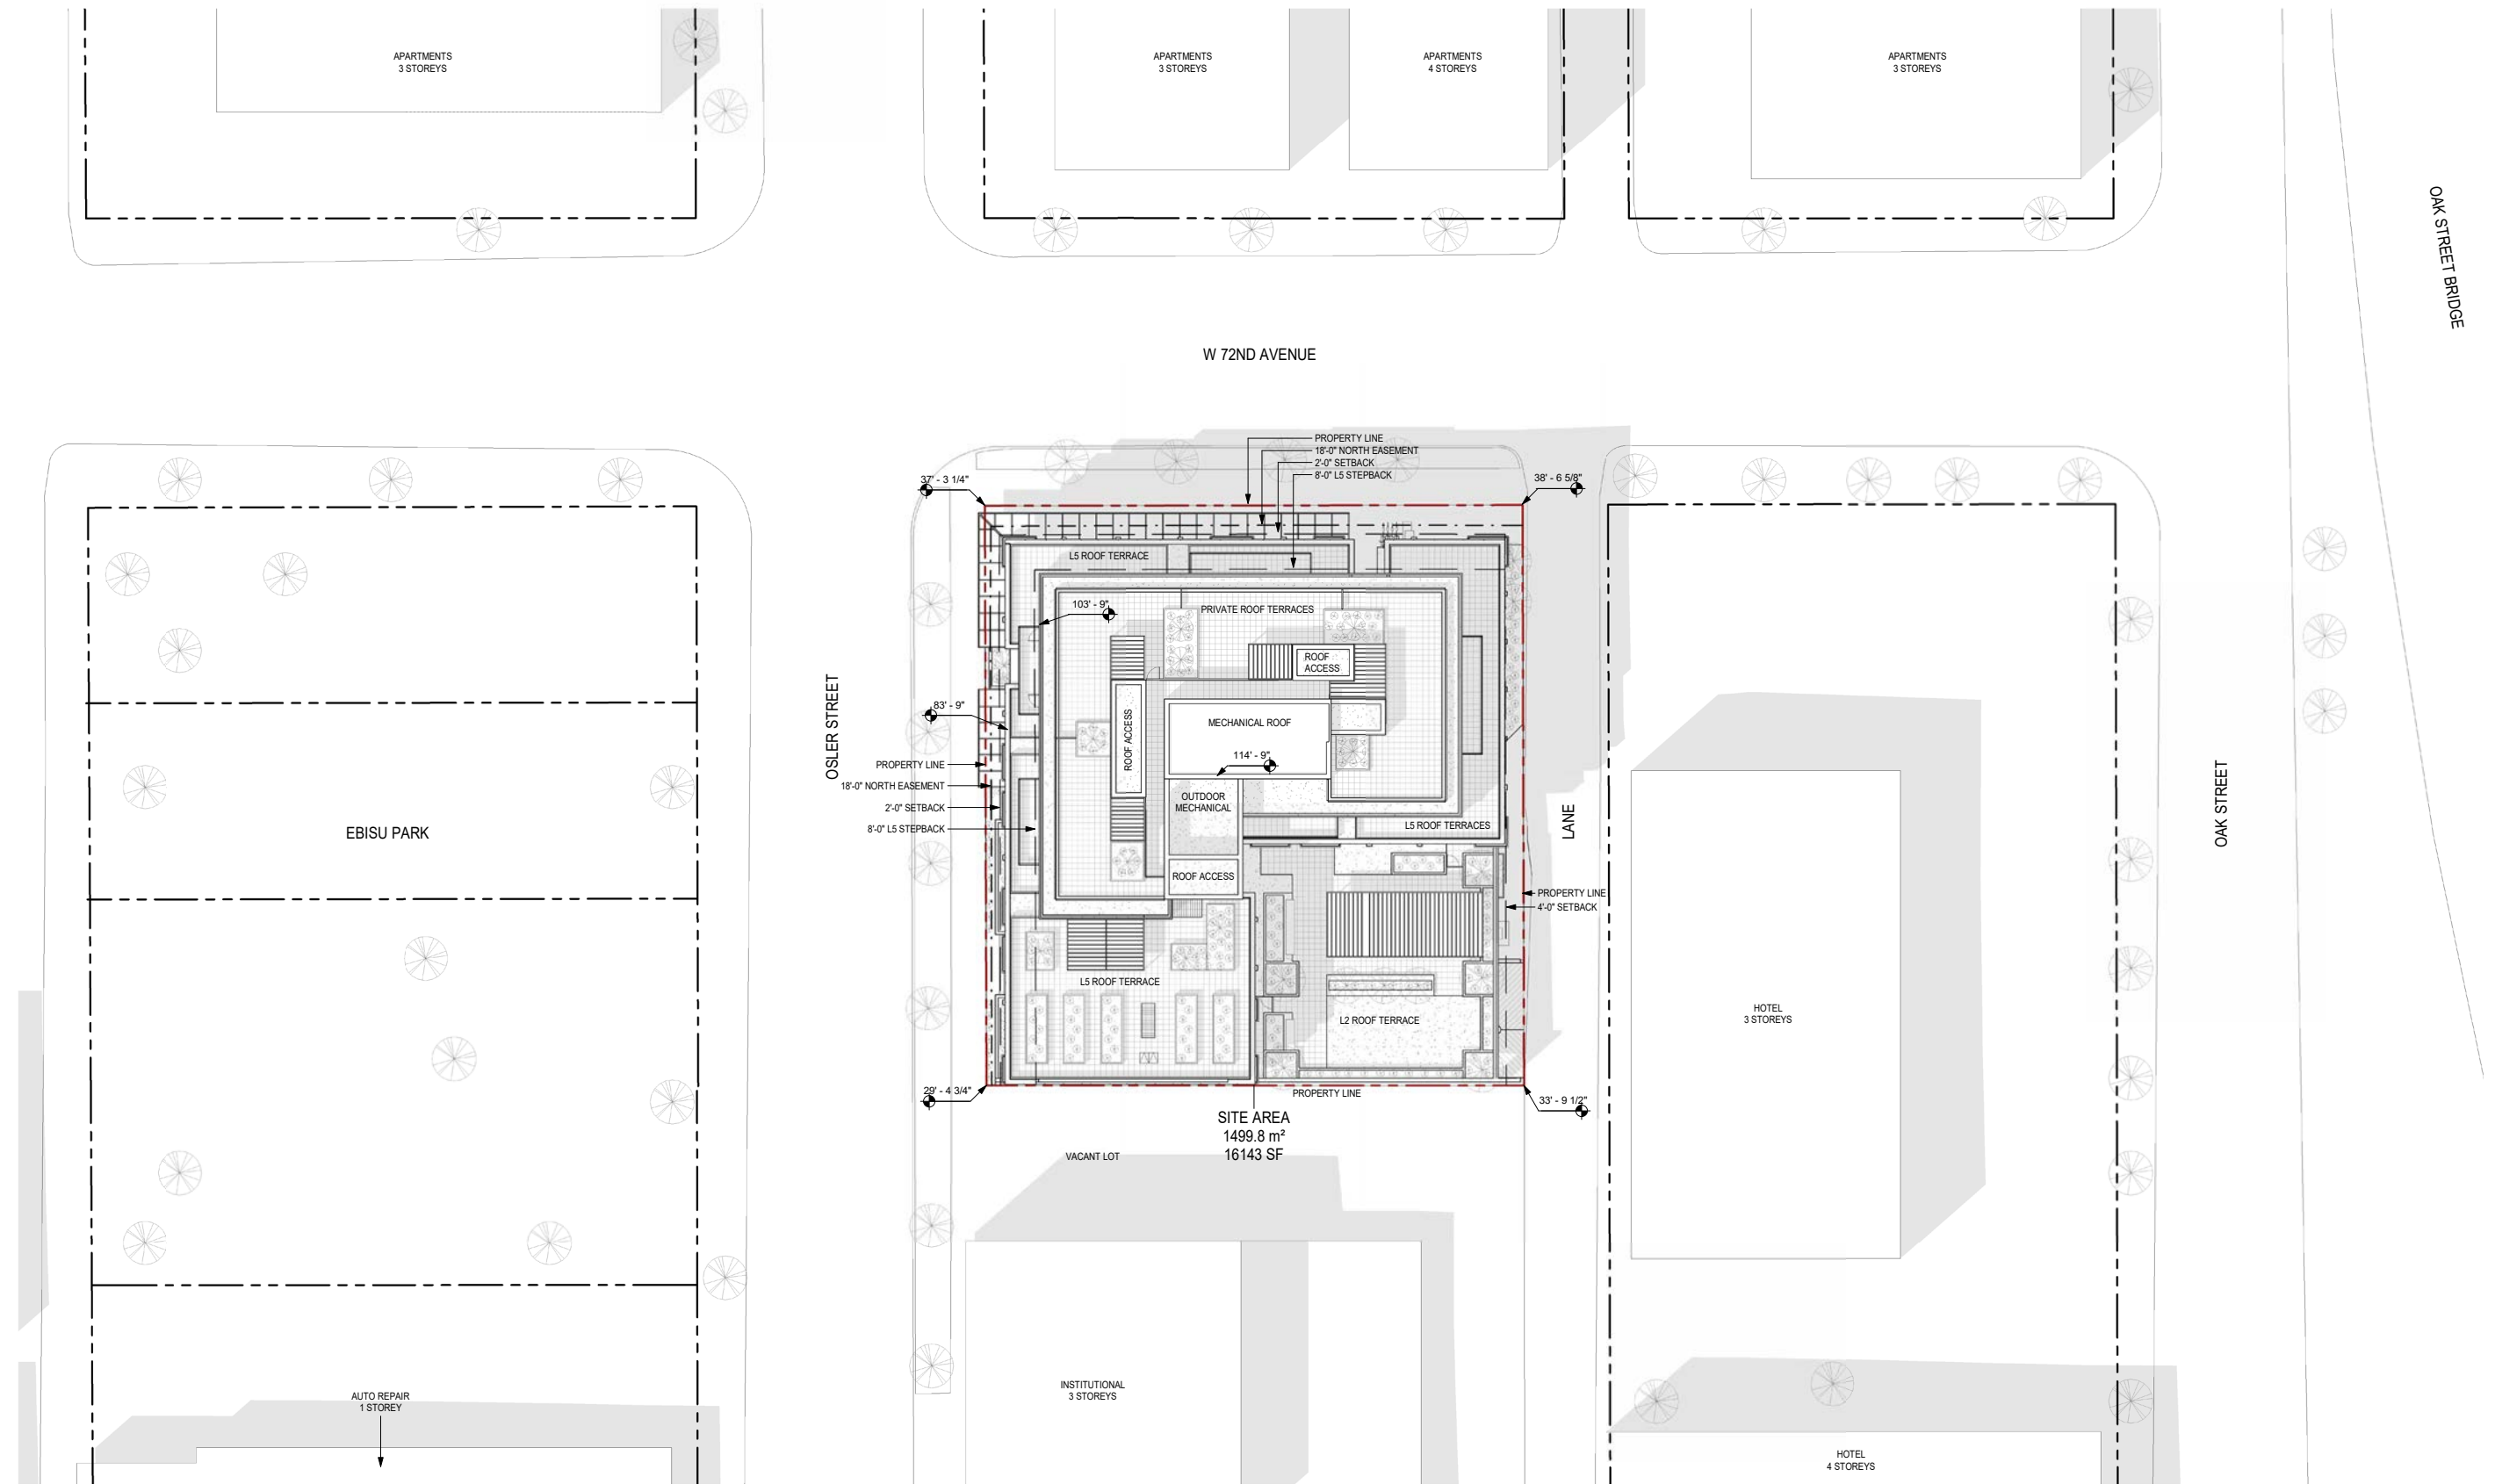 APARTMENTS
3 STOREYS
APARTMENTS
3 STOREYS
APARTMENTS
4 STOREYS
APARTMENTS
3 STOREYS
OAK STREET BRIDGE
W 72ND AVENUE
PROPERTY LINE
18'-0" NORTH EASEMENT
2'-0" SETBACK
8'-0" L5 STEPBACK
37' - 3 1/4"
38' - 6 5/8"
L5 ROOF TERRACE
103' - 9"
PRIVATE ROOF TERRACES
ROOF
ACCESS
83' - 9"
ROOF ACCESS
MECHANICAL ROOF
114' - 9"
OSLER STREET
PROPERTY LINE
18'-0" NORTH EASEMENT
2'-0" SETBACK
8'-0" L5 STEPBACK
OUTDOOR
MECHANICAL
L5 ROOF TERRACES
LANE
OAK STREET
EBISU PARK
ROOF ACCESS
PROPERTY LINE
4'-0" SETBACK
L5 ROOF TERRACE
L2 ROOF TERRACE
HOTEL
3 STOREYS
29' - 4 3/4"
PROPERTY LINE
33' - 9 1/2"
SITE AREA
1499.8 m²
16143 SF
VACANT LOT
INSTITUTIONAL
3 STOREYS
AUTO REPAIR
1 STOREY
HOTEL
4 STOREYS